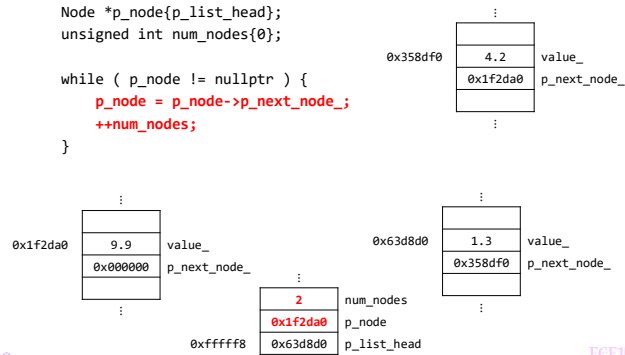 Node *p_node{p_list_head};
unsigned int num_nodes{0};
while ( p_node != nullptr ) {
p_node = p_node->p_next_node_;
++num_nodes;
}
⋮
0x358df0 4.2 value_
0x1f2da0 p_next_node_
⋮
⋮
0x1f2da0 9.9 value_
0x000000 p_next_node_
⋮
⋮
0x63d8d0 1.3 value_
0x358df0 p_next_node_
⋮
⋮
2 num_nodes
0x1f2da0 p_node
0xfffff8 0x63d8d0 p_list_head